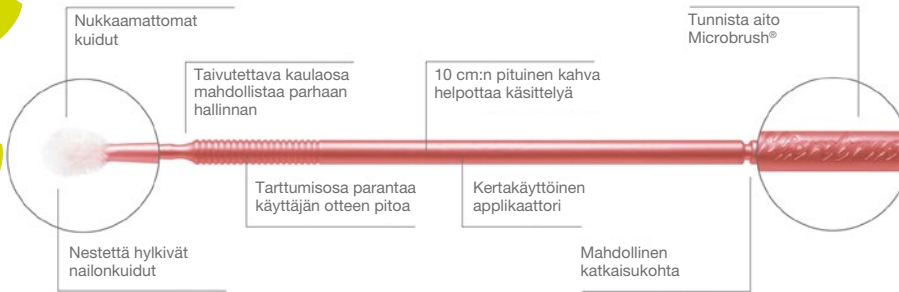 Nukkaamattomat
kuidut
Taivutettava kaulaosa
mahdollistaa parhaan
hallinnan
10 cm:n pituinen kahva
helpottaa käsittelyä
Tunnista aito
Microbrush®
Tarttumisosa parantaa
käyttäjän otteen pitoa
Kertakäyttöinen
applikaattori
Nestettä hylkivät
nailonkuidut
Mahdollinen
katkaisukohta